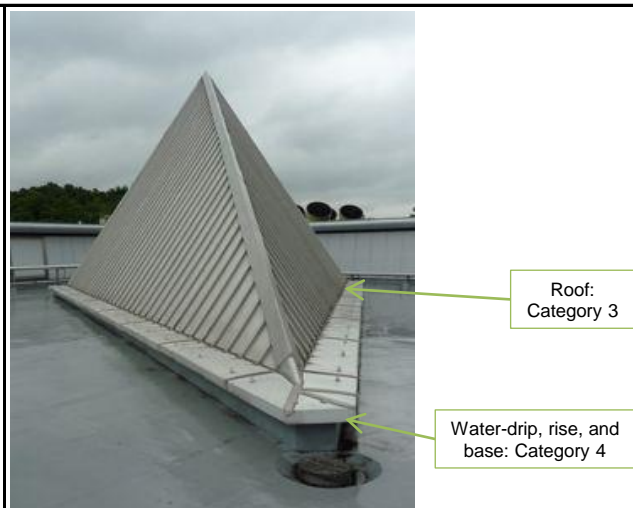 Roof:
Category 3
Water-drip, rise, and
base: Category 4